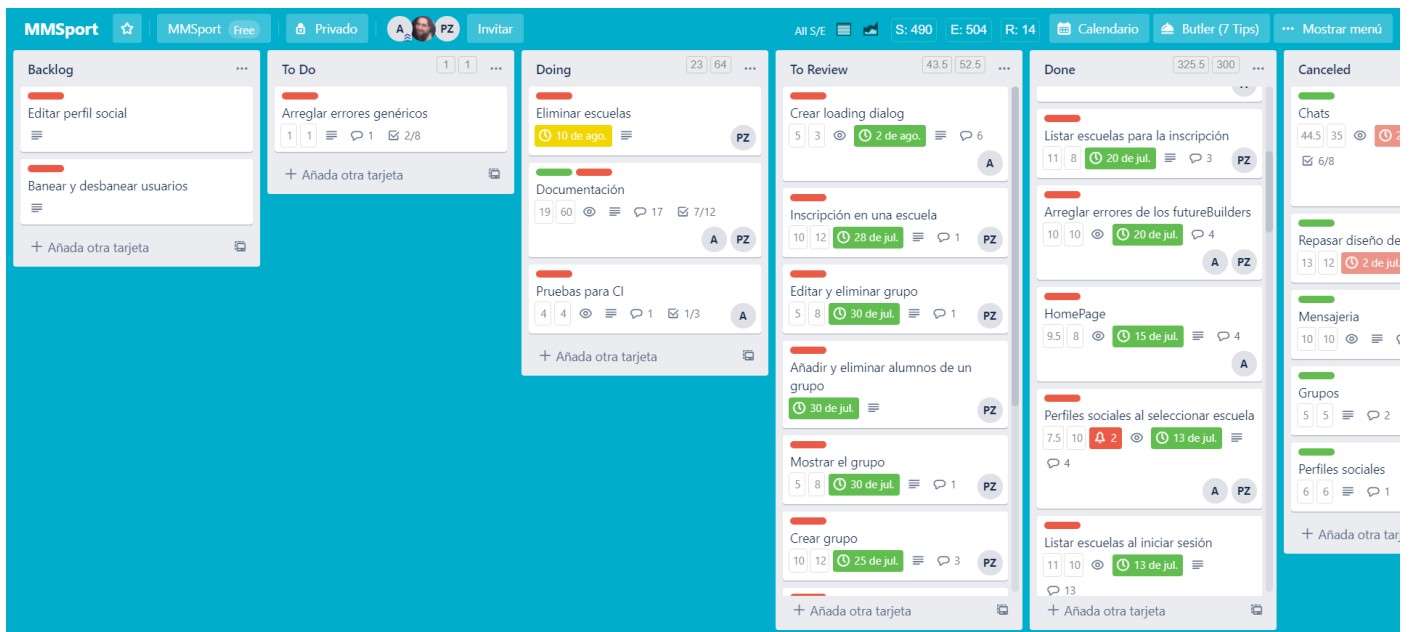 MMSport MMSport Free Privado A PZ Invitar All S/E S: 490 E: 504 R: 14 Calendario Butler (7 Tips) Mostrar menú
Backlog
Editar perfil social
Banear y desbanear usuarios
+ Añada otra tarjeta
To Do 1 1
Arreglar errores genéricos
1 1 1 2/8
+ Añada otra tarjeta
Doing 23 64
Eliminar escuelas
10 de ago.
PZ
Documentación
19 60 17 7/12
A PZ
Pruebas para CI
4 4 1 1/3
A
+ Añada otra tarjeta
To Review 43.5 52.5
Crear loading dialog
5 3 2 de ago. 6
A
Inscripción en una escuela
10 12 28 de jul. 1 PZ
Editar y eliminar grupo
5 8 30 de jul. 1 PZ
Añadir y eliminar alumnos de un
grupo
30 de jul. PZ
Mostrar el grupo
5 8 30 de jul. 1 PZ
Crear grupo
10 12 25 de jul. 3 PZ
+ Añada otra tarjeta
Done 325.5 300
Listar escuelas para la inscripción
11 8 20 de jul. 3 PZ
Arreglar errores de los futureBuilders
10 10 20 de jul. 4
A PZ
HomePage
9.5 8 15 de jul. 4
A
Perfiles sociales al seleccionar escuela
7.5 10 2 13 de jul.
4
A PZ
Listar escuelas al iniciar sesión
11 10 13 de jul.
13
+ Añada otra tarjeta
Canceled
Chats
44.5 35 2
6/8
Repasar diseño de
13 12 2 de jul.
Mensajeria
10 10
Grupos
5 5 2
Perfiles sociales
6 6 1
+ Añada otra tar